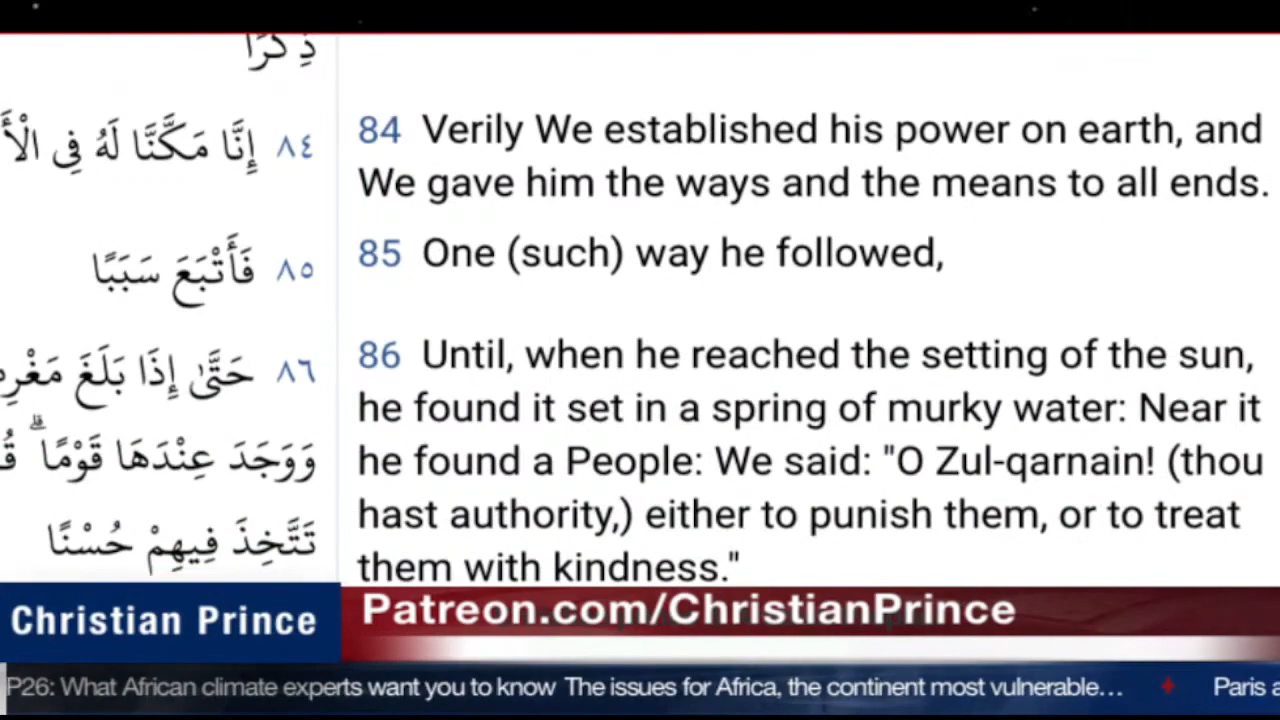 ذِكْرًا
٨٤ إِنَّا مَكَّنَّا لَهُ فِي
84 Verily We established his power on earth, and
We gave him the ways and the means to all ends.
٨٥ فَأَتْبَعَ سَبَبًا
85 One (such) way he followed,
٨٦ حَتَّىٰ إِذَا بَلَغَ
وَوَجَدَ عِنْدَهَا قَوْمًا ۗ
تَتَّخِذَ فِيهِمْ حُسْنًا
86 Until, when he reached the setting of the sun,
he found it set in a spring of murky water: Near it
he found a People: We said: "O Zul-qarnain! (thou
hast authority,) either to punish them, or to treat
them with kindness."
Christian Prince
Patreon.com/ChristianPrince
P26: What African climate experts want you to know The issues for Africa, the continent most vulnerable... Paris